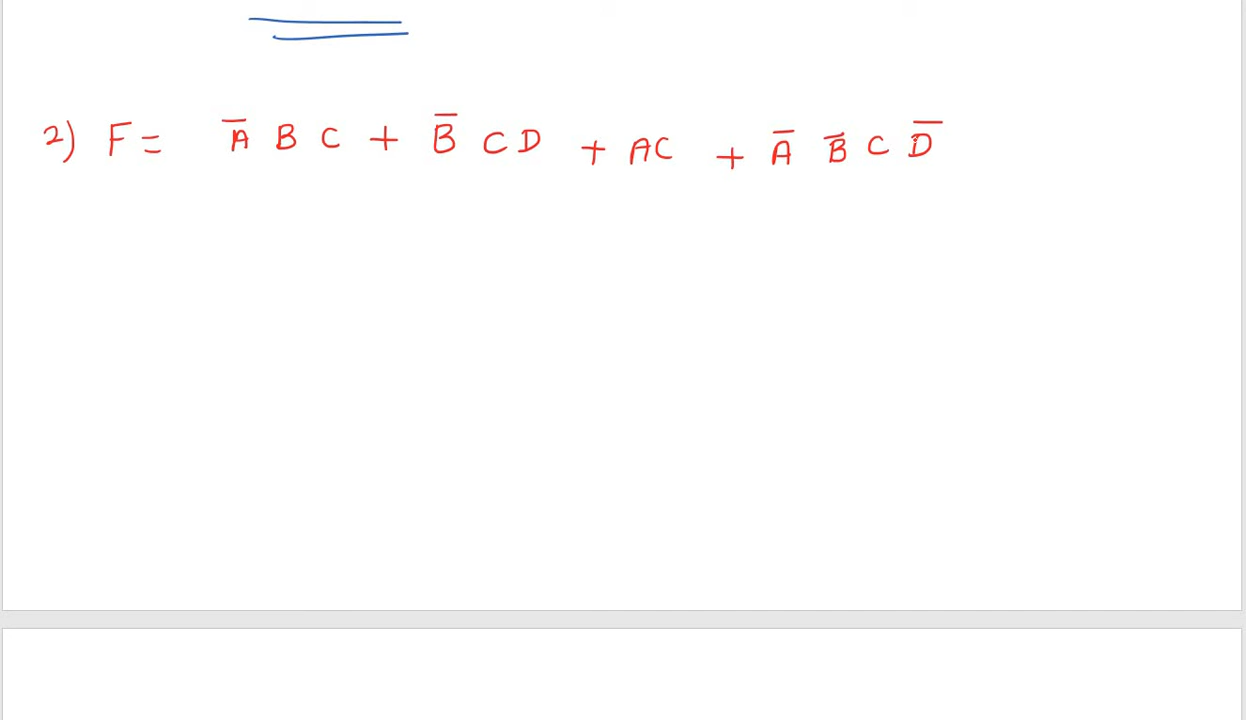 2) F = A̅ B C + B̅ C D + AC + A̅ B̅ C D̅